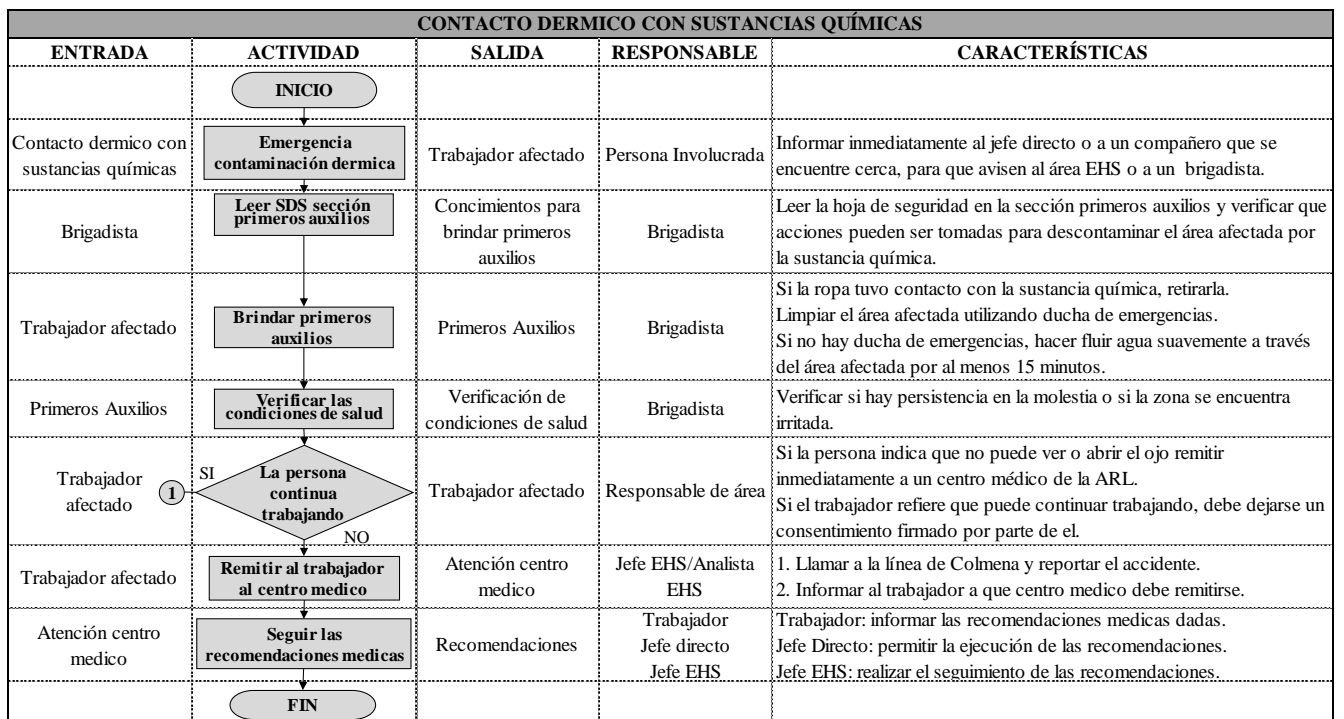 CONTACTO DERMICO CON SUSTANCIAS QUÍMICAS
ENTRADA ACTIVIDAD SALIDA RESPONSABLE CARACTERÍSTICAS
INICIO
Contacto dermico con
sustancias químicas
Emergencia
contaminación dermica
Trabajador afectado
Persona Involucrada
Informar inmediatamente al jefe directo o a un compañero que se
encuentre cerca, para que avisen al área EHS o a un brigadista.
Brigadista
Leer SDS sección
primeros auxilios
Concimientos para
brindar primeros
auxilios
Brigadista
Leer la hoja de seguridad en la sección primeros auxilios y verificar que
acciones pueden ser tomadas para descontaminar el área afectada por
la sustancia química.
Trabajador afectado
Brindar primeros
auxilios
Primeros Auxilios
Brigadista
Si la ropa tuvo contacto con la sustancia química, retirarla.
Limpiar el área afectada utilizando ducha de emergencias.
Si no hay ducha de emergencias, hacer fluir agua suavemente a través
del área afectada por al menos 15 minutos.
Primeros Auxilios
Verificar las
condiciones de salud
Verificación de
condiciones de salud
Brigadista
Verificar si hay persistencia en la molestia o si la zona se encuentra
irritada.
Trabajador
afectado
1
SI
La persona
continua
trabajando
NO
Trabajador afectado
Responsable de área
Si la persona indica que no puede ver o abrir el ojo remitir
inmediatamente a un centro médico de la ARL.
Si el trabajador refiere que puede continuar trabajando, debe dejarse un
consentimiento firmado por parte de el.
Trabajador afectado
Remitir al trabajador
al centro medico
Atención centro
medico
Jefe EHS/Analista
EHS
1. Llamar a la línea de Colmena y reportar el accidente.
2. Informar al trabajador a que centro medico debe remitirse.
Atención centro
medico
Seguir las
recomendaciones medicas
Recomendaciones
Trabajador
Jefe directo
Jefe EHS
Trabajador: informar las recomendaciones medicas dadas.
Jefe Directo: permitir la ejecución de las recomendaciones.
Jefe EHS: realizar el seguimiento de las recomendaciones.
FIN